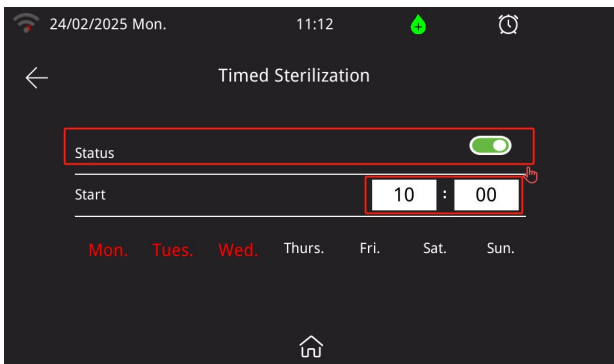 24/02/2025 Mon. 11:12
Timed Sterilization
Status
Start 10 : 00
Mon. Tues. Wed. Thurs. Fri. Sat. Sun.